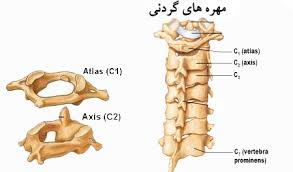 مهره های گردنی
Atlas (C1)
Axis (C2)
C₁ (atlas)
C₂ (axis)
C₃
C₇ (vertebra
prominens)